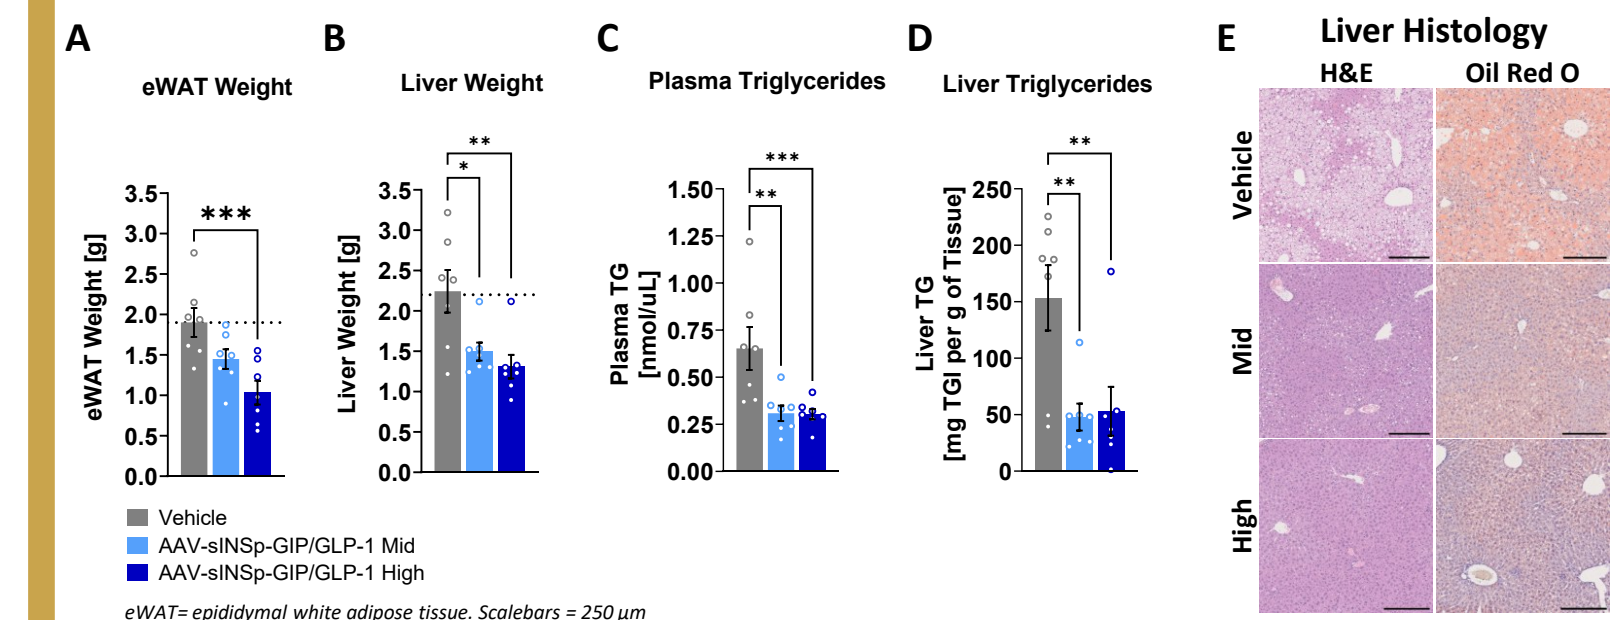 A
eWAT Weight
eWAT Weight [g]
3.5
3.0
2.5
2.0
1.5
1.0
0.5
0.0
***
B
Liver Weight
Liver Weight [g]
3.5
3.0
2.5
2.0
1.5
1.0
0.5
0.0
**
*
C
Plasma Triglycerides
Plasma TG
[nmol/uL]
1.50
1.25
1.00
0.75
0.50
0.25
0.00
***
**
D
Liver Triglycerides
Liver TG
[mg TGl per g of Tissue]
250
200
150
100
50
0
**
**
E
Liver Histology
H&E
Oil Red O
Vehicle
Mid
High
Vehicle
AAV-sINSp-GIP/GLP-1 Mid
AAV-sINSp-GIP/GLP-1 High
eWAT= epididymal white adipose tissue. Scalebars = 250 µm